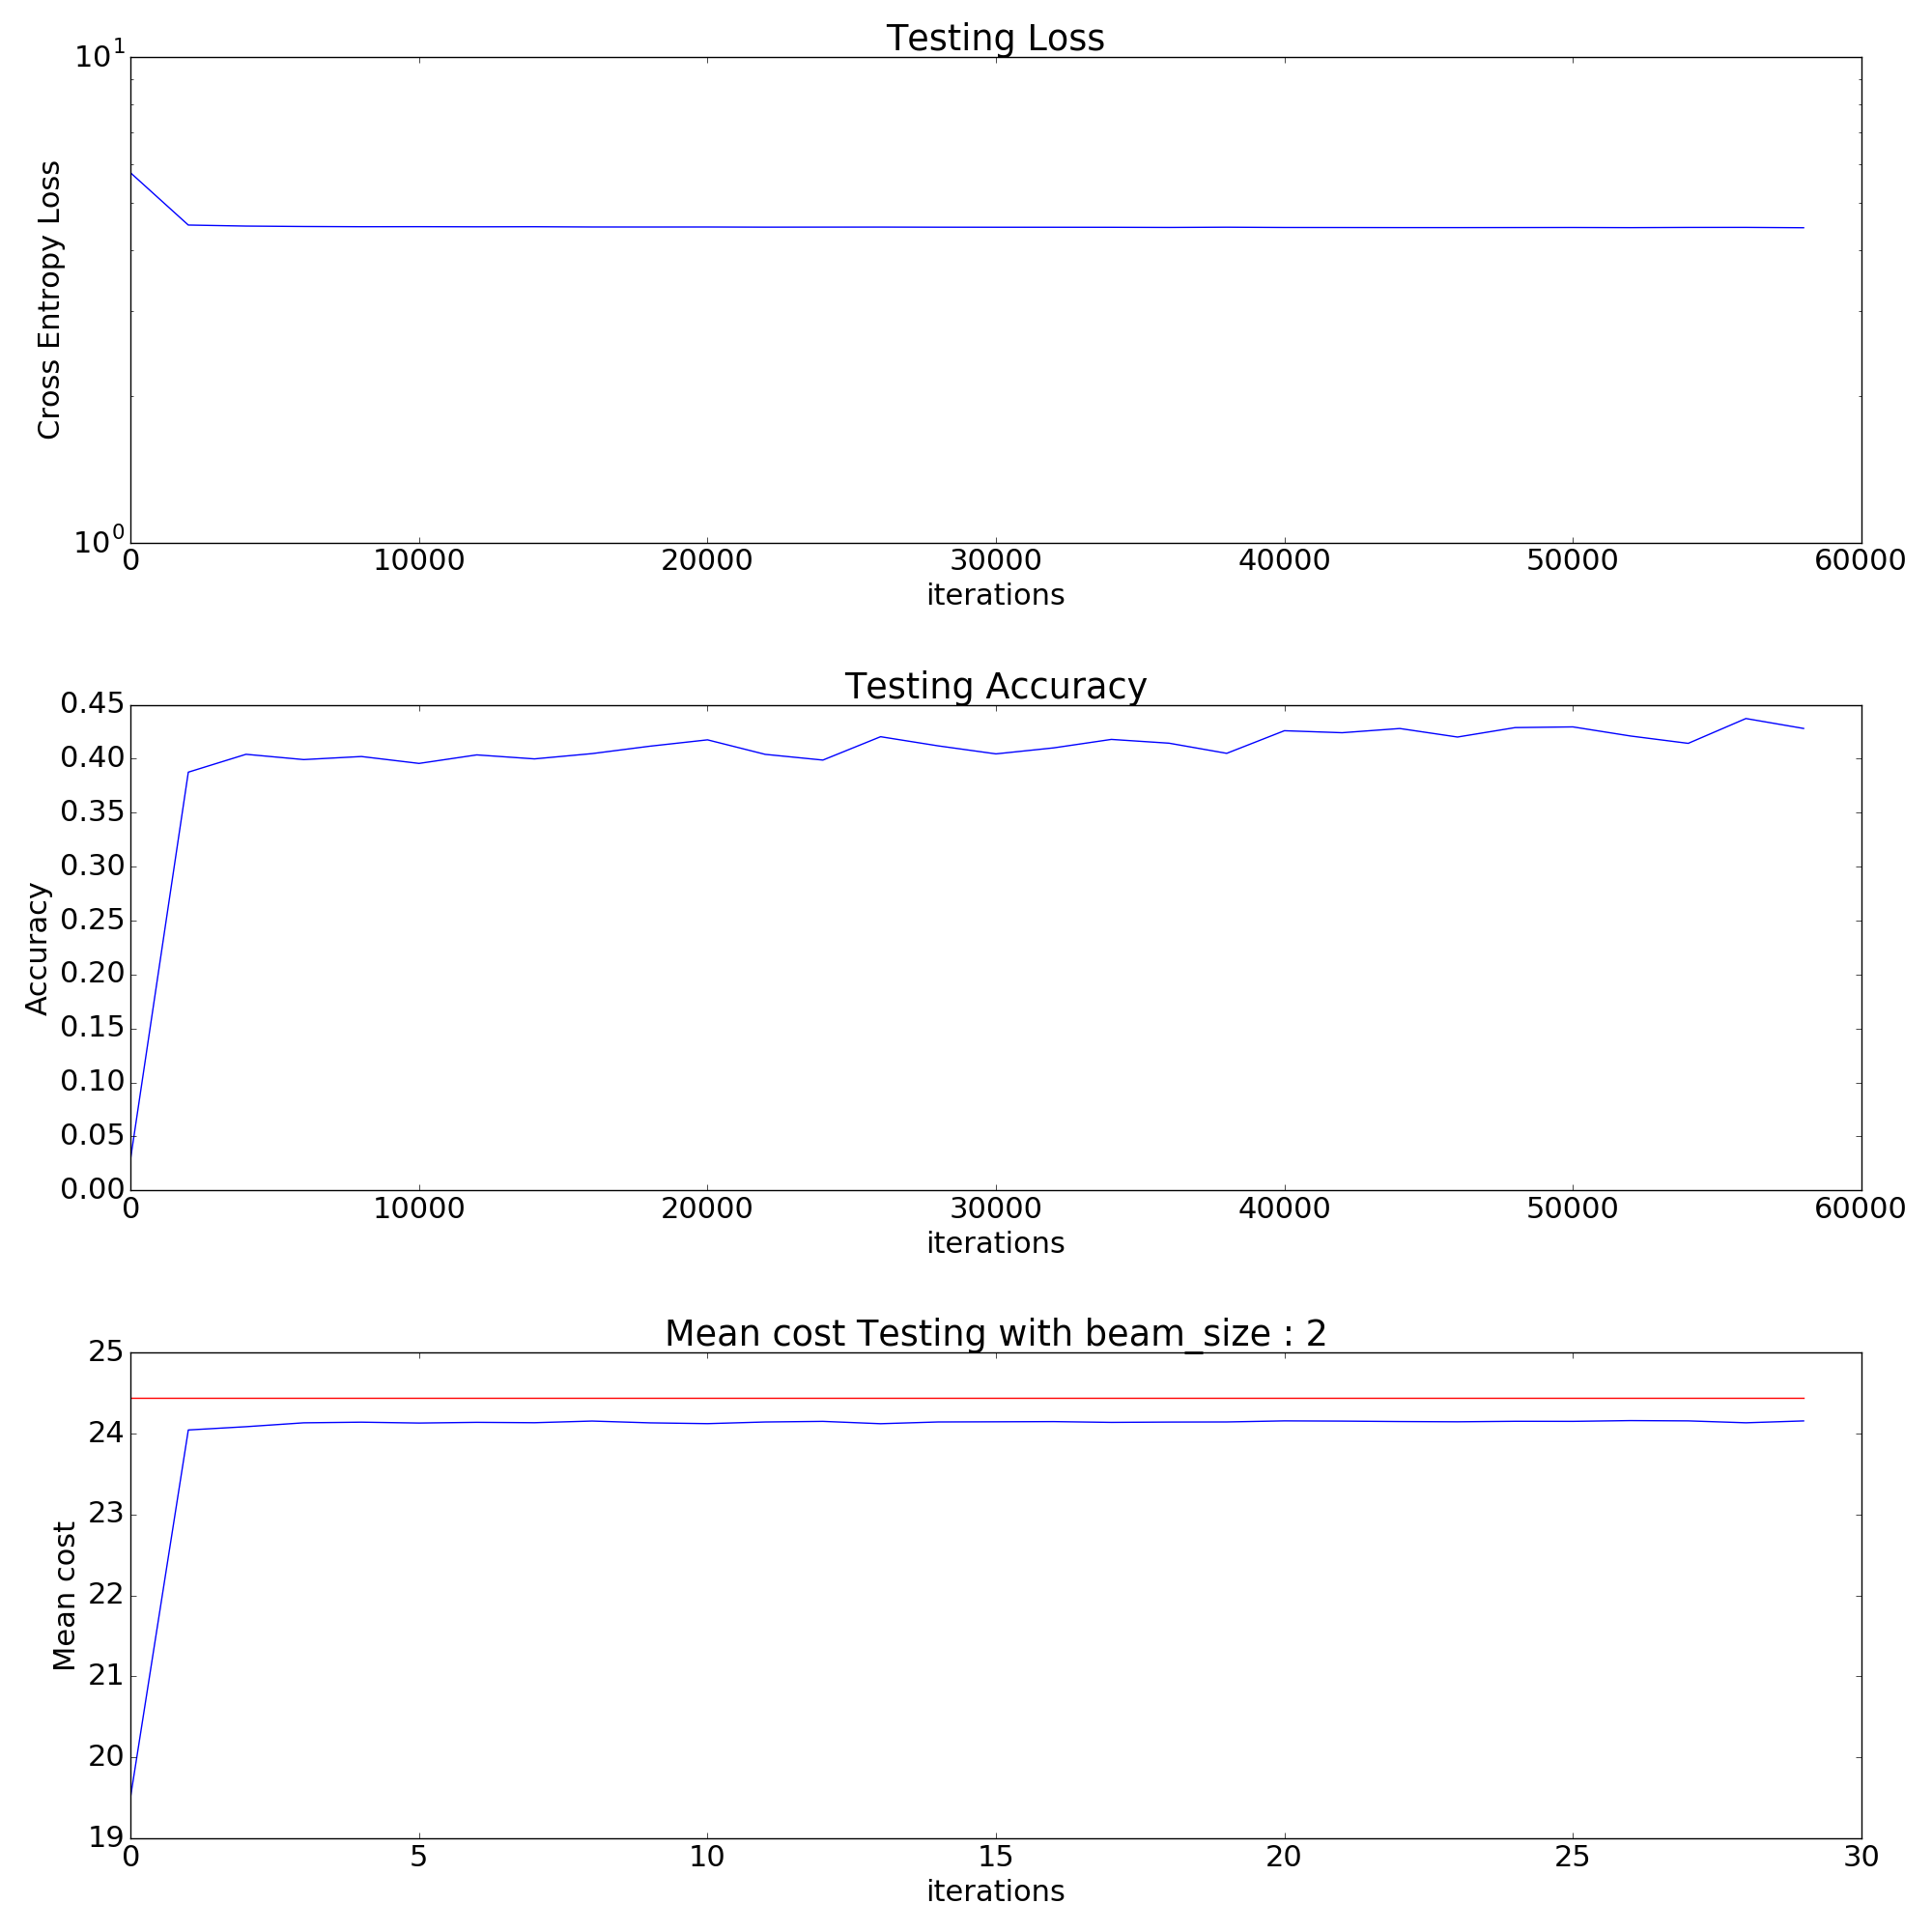 Testing Loss
10^1
10^0
Cross Entropy Loss
0 10000 20000 30000 40000 50000 60000
iterations
Testing Accuracy
0.45
0.40
0.35
0.30
0.25
0.20
0.15
0.10
0.05
0.00
Accuracy
0 10000 20000 30000 40000 50000 60000
iterations
Mean cost Testing with beam_size : 2
25
24
23
22
21
20
19
Mean cost
0 5 10 15 20 25 30
iterations